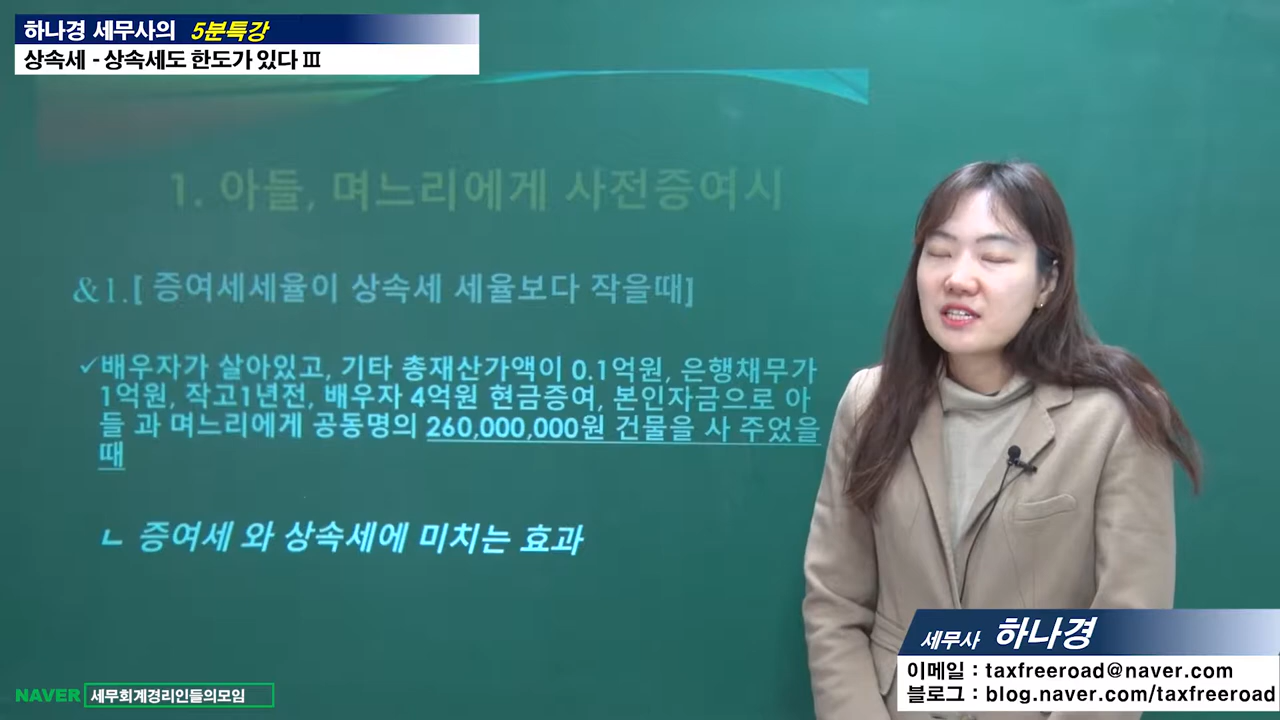 하나경 세무사의 5분특강
상속세 - 상속세도 한도가 있다 Ⅲ
1. 아들, 며느리에게 사전증여시
&1.[ 증여세세율이 상속세 세율보다 작을때]
✓배우자가 살아있고, 기타 총재산가액이 0.1억원, 은행채무가
1억원, 작고1년전, 배우자 4억원 현금증여, 본인자금으로 아
들 과 며느리에게 공동명의 260,000,000원 건물을 사 주었을
때
ㄴ 증여세 와 상속세에 미치는 효과
세무사 하나경
이메일 : taxfreeroad@naver.com
블로그 : blog.naver.com/taxfreeroad
NAVER 세무회계경리인들의모임